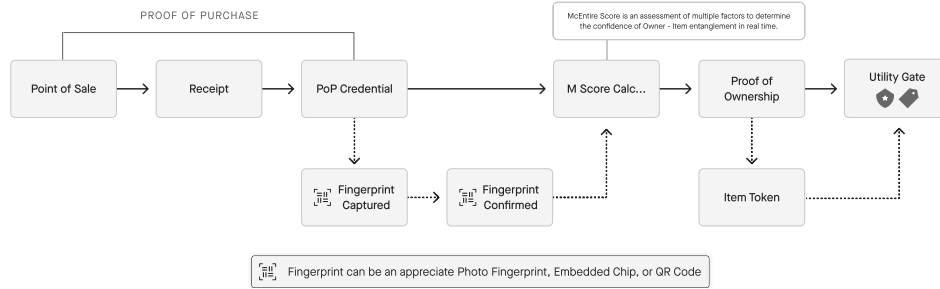 PROOF OF PURCHASE
McEntire Score is an assessment of multiple factors to determine
the confidence of Owner - Item entanglement in real time.
Point of Sale
Receipt
PoP Credential
M Score Calc...
Proof of
Ownership
Utility Gate
Fingerprint
Captured
Fingerprint
Confirmed
Item Token
Fingerprint can be an appreciate Photo Fingerprint, Embedded Chip, or QR Code